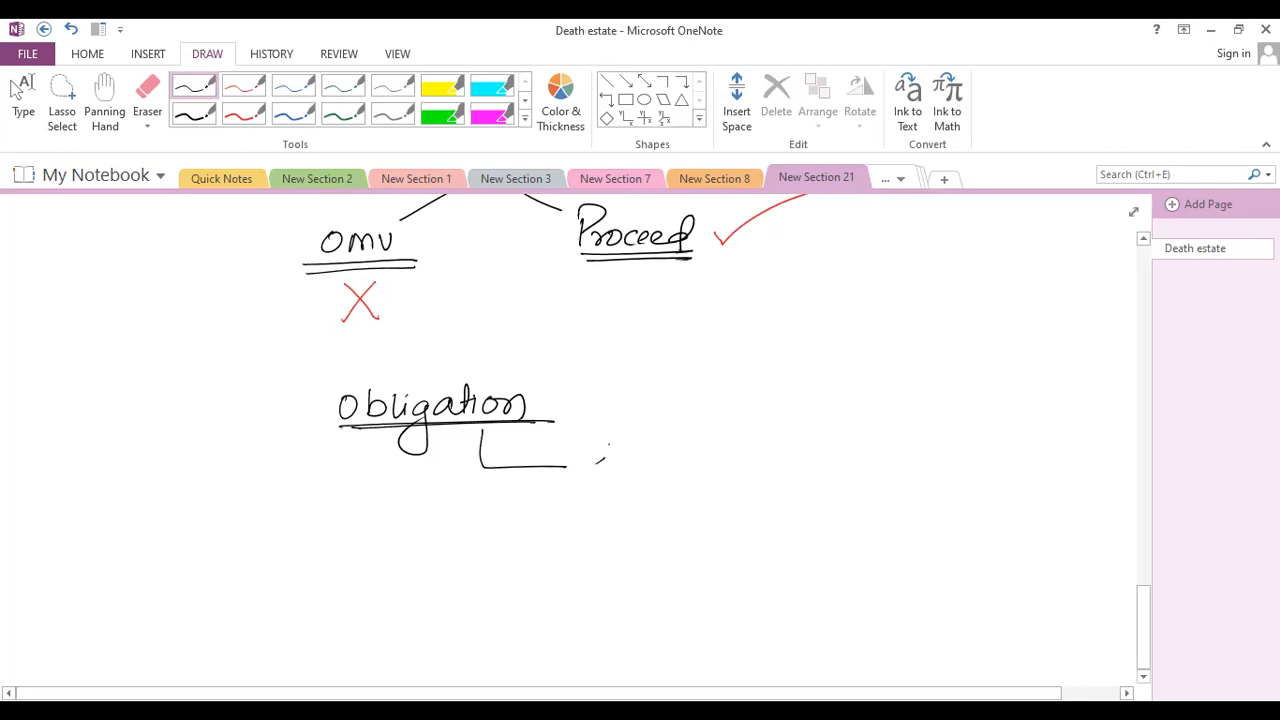 Death estate - Microsoft OneNote
?
FILE HOME INSERT DRAW HISTORY REVIEW VIEW
Sign in
Type
Lasso Select
Panning Hand
Eraser
Color & Thickness
Insert Space
Delete
Arrange
Rotate
Ink to Text
Ink to Math
Tools
Shapes
Edit
Convert
My Notebook
Quick Notes
New Section 2
New Section 1
New Section 3
New Section 7
New Section 8
New Section 21
...
Search (Ctrl+E)
Add Page
Death estate
OMV
Proceed
Obligation